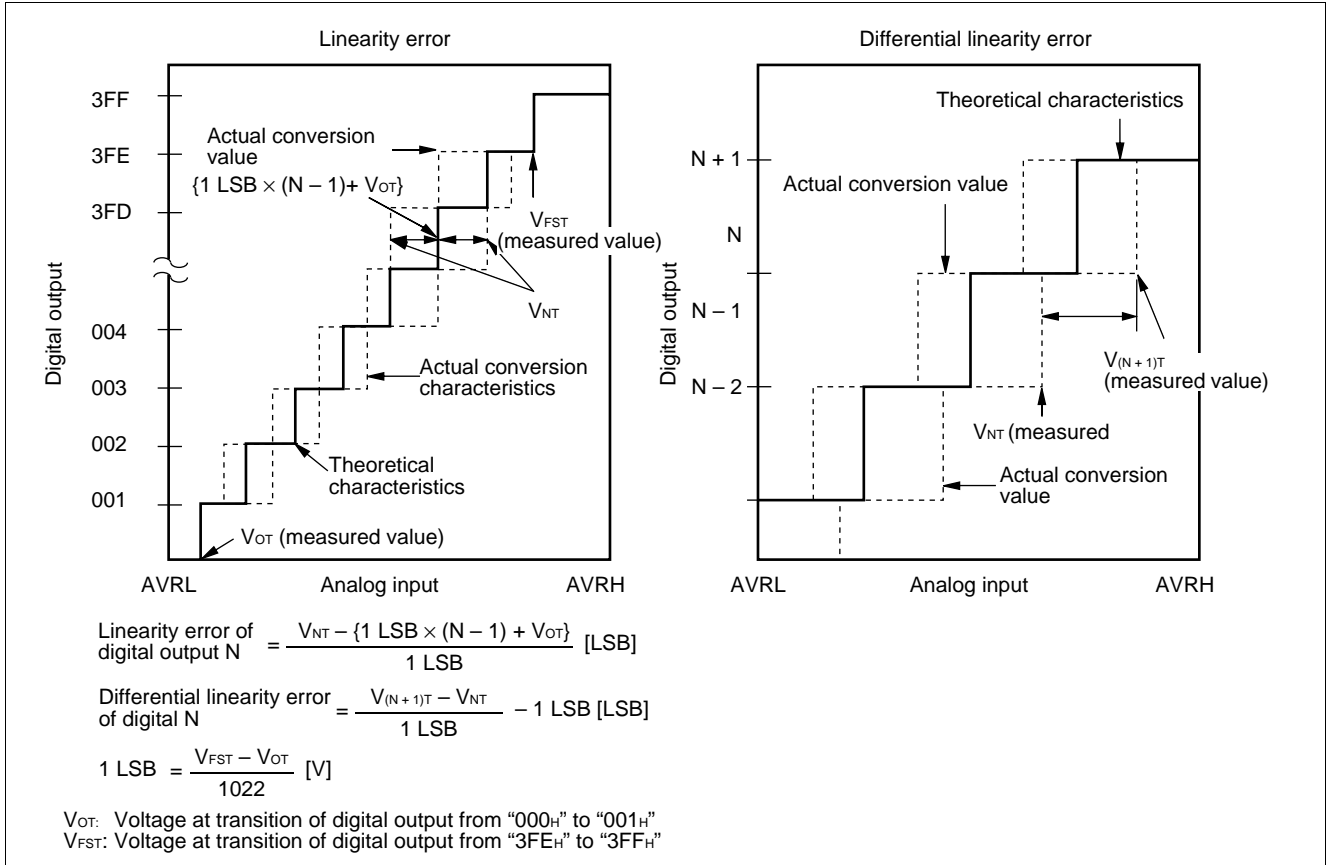 Linearity error
3FF
3FE
3FD
004
003
002
001
Digital output
Actual conversion
value
{1 LSB × (N – 1)+ VOT}
VFST
(measured value)
VNT
Actual conversion
characteristics
Theoretical
characteristics
VOT (measured value)
AVRL
Analog input
AVRH
Differential linearity error
Theoretical characteristics
N + 1
Actual conversion value
N
N – 1
N – 2
Digital output
V(N + 1)T
(measured value)
VNT (measured
Actual conversion
value
AVRL
Analog input
AVRH
Linearity error of
digital output N = VNT – {1 LSB × (N – 1) + VOT} / 1 LSB [LSB]
Differential linearity error
of digital N = V(N + 1)T – VNT / 1 LSB – 1 LSB [LSB]
1 LSB = VFST – VOT / 1022 [V]
VOT: Voltage at transition of digital output from “000H” to “001H”
VFST: Voltage at transition of digital output from “3FEH” to “3FFH”